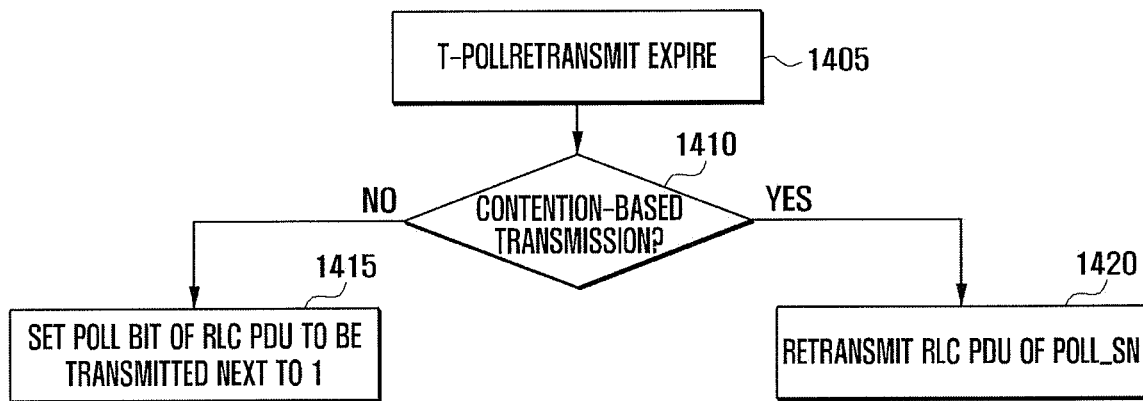 T-POLLRETRANSMIT EXPIRE
1405
1410
NO
CONTENTION-BASED
TRANSMISSION?
YES
1415
SET POLL BIT OF RLC PDU TO BE
TRANSMITTED NEXT TO 1
1420
RETRANSMIT RLC PDU OF POLL_SN